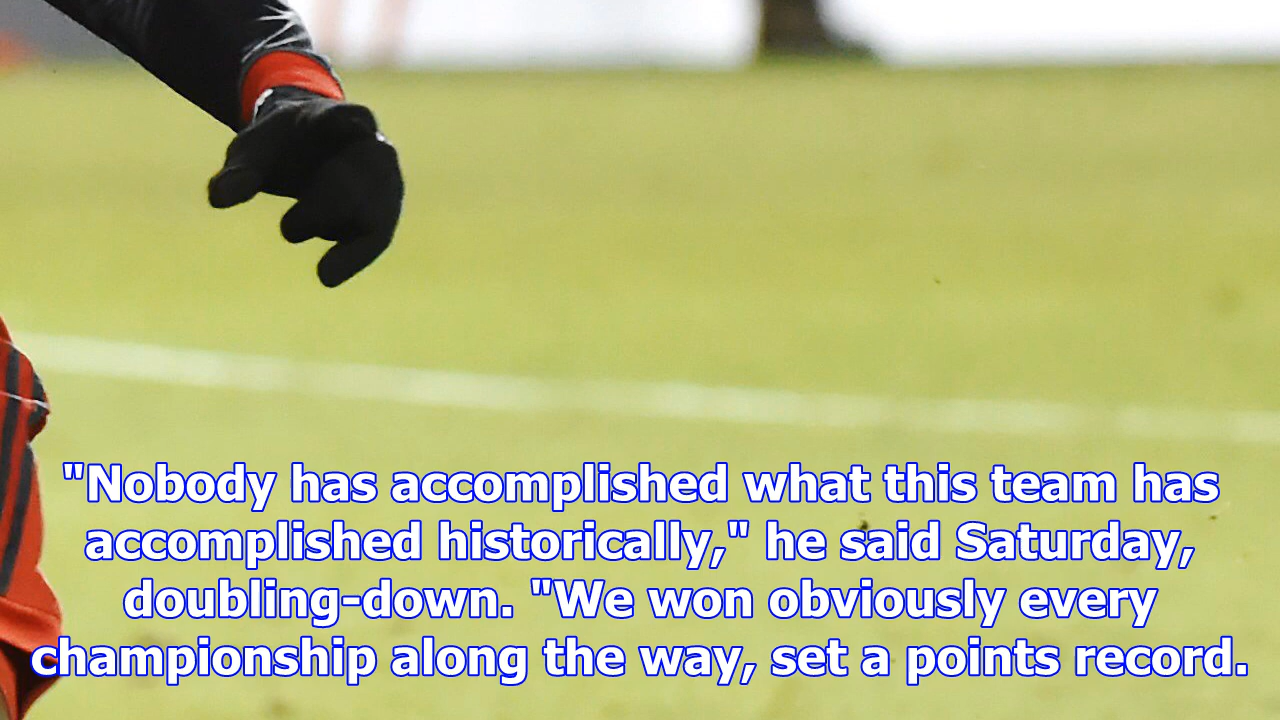 "Nobody has accomplished what this team has
accomplished historically," he said Saturday,
doubling-down. "We won obviously every
championship along the way, set a points record.